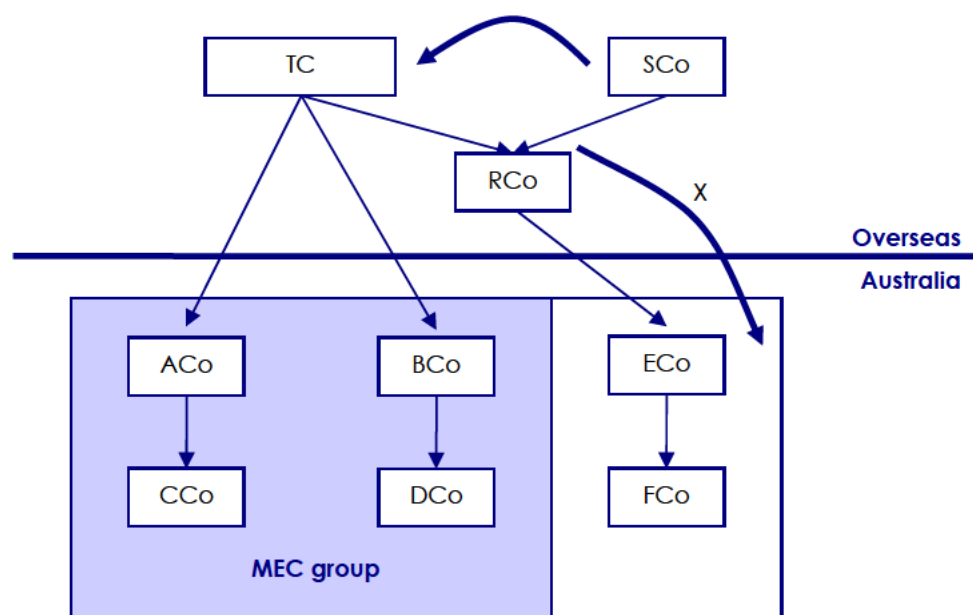 TC
SCo
RCo
X
Overseas
Australia
ACo
BCo
ECo
CCo
DCo
FCo
MEC group